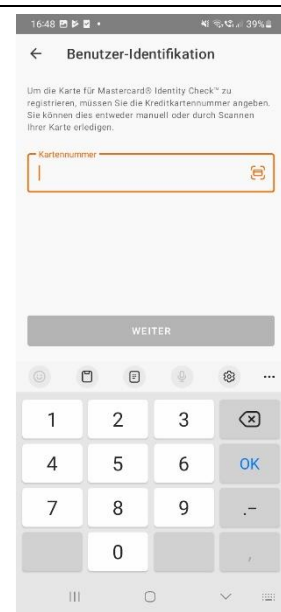 16:48 39%
Benutzer-Identifikation
Um die Karte für Mastercard® Identity Check™ zu
registrieren, müssen Sie die Kreditkartennummer angeben.
Sie können dies entweder manuell oder durch Scannen
Ihrer Karte erledigen.
Kartennummer
WEITER
1 2 3
4 5 6 OK
7 8 9 .-
0 ,